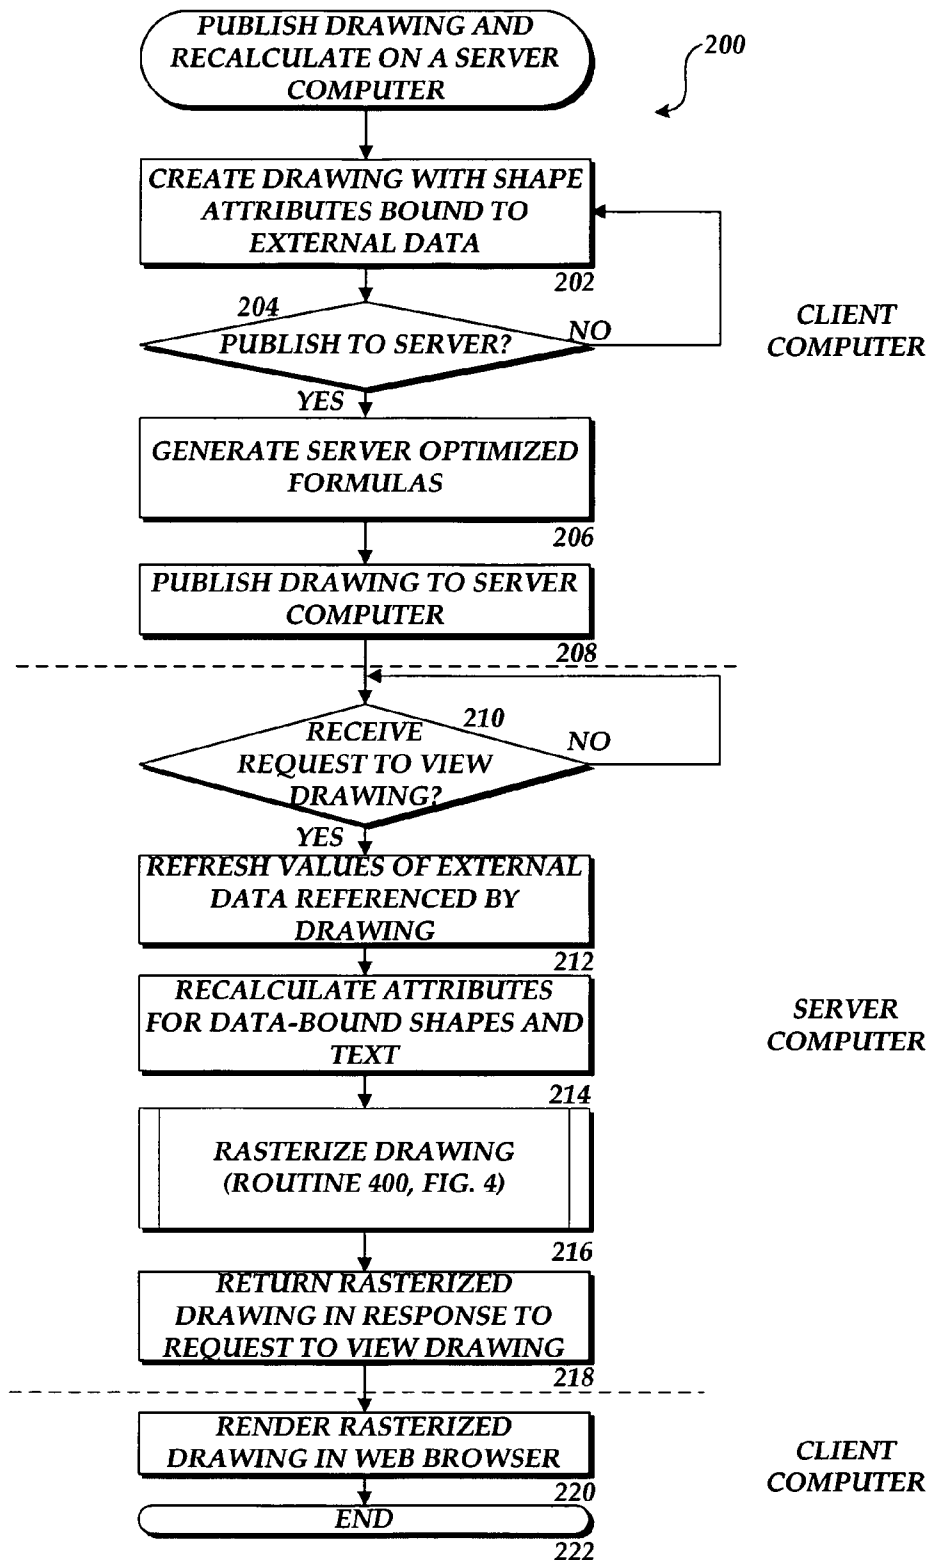 PUBLISH DRAWING AND
RECALCULATE ON A SERVER
COMPUTER
200
CREATE DRAWING WITH SHAPE
ATTRIBUTES BOUND TO
EXTERNAL DATA
202
204
PUBLISH TO SERVER?
NO
YES
CLIENT
COMPUTER
GENERATE SERVER OPTIMIZED
FORMULAS
206
PUBLISH DRAWING TO SERVER
COMPUTER
208
210
RECEIVE
REQUEST TO VIEW
DRAWING?
NO
YES
REFRESH VALUES OF EXTERNAL
DATA REFERENCED BY
DRAWING
212
RECALCULATE ATTRIBUTES
FOR DATA-BOUND SHAPES AND
TEXT
214
SERVER
COMPUTER
RASTERIZE DRAWING
(ROUTINE 400, FIG. 4)
216
RETURN RASTERIZED
DRAWING IN RESPONSE TO
REQUEST TO VIEW DRAWING
218
RENDER RASTERIZED
DRAWING IN WEB BROWSER
220
CLIENT
COMPUTER
END
222